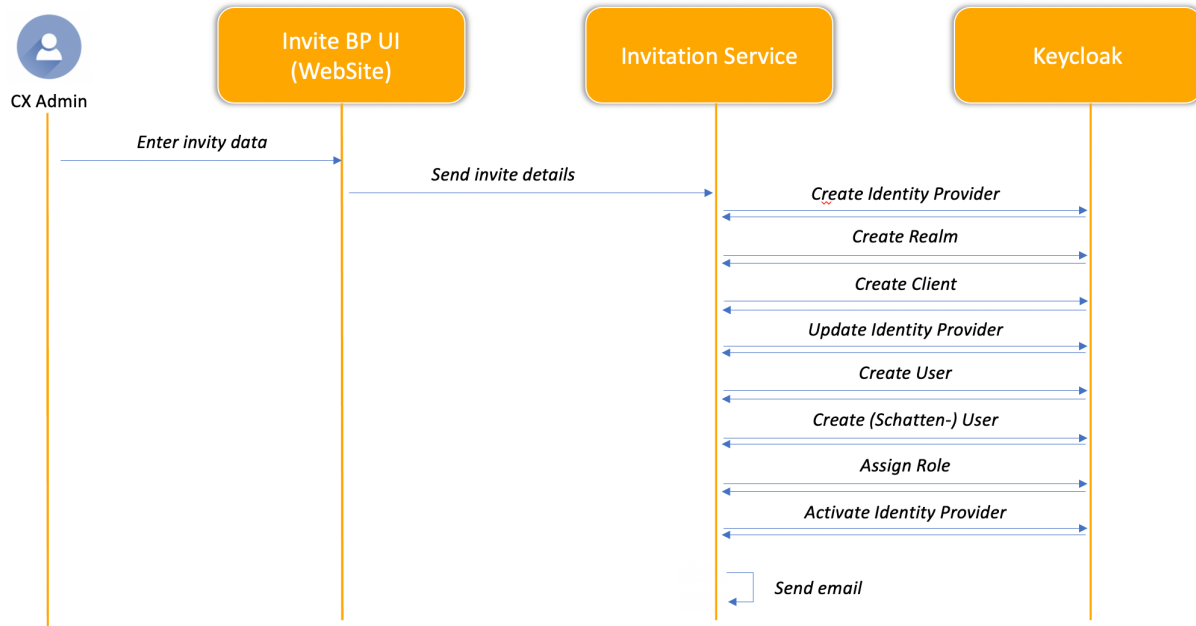 Invite BP UI
(WebSite)
Invitation Service
Keycloak
CX Admin
Enter invity data
Send invite details
Create Identity Provider
Create Realm
Create Client
Update Identity Provider
Create User
Create (Schatten-) User
Assign Role
Activate Identity Provider
Send email